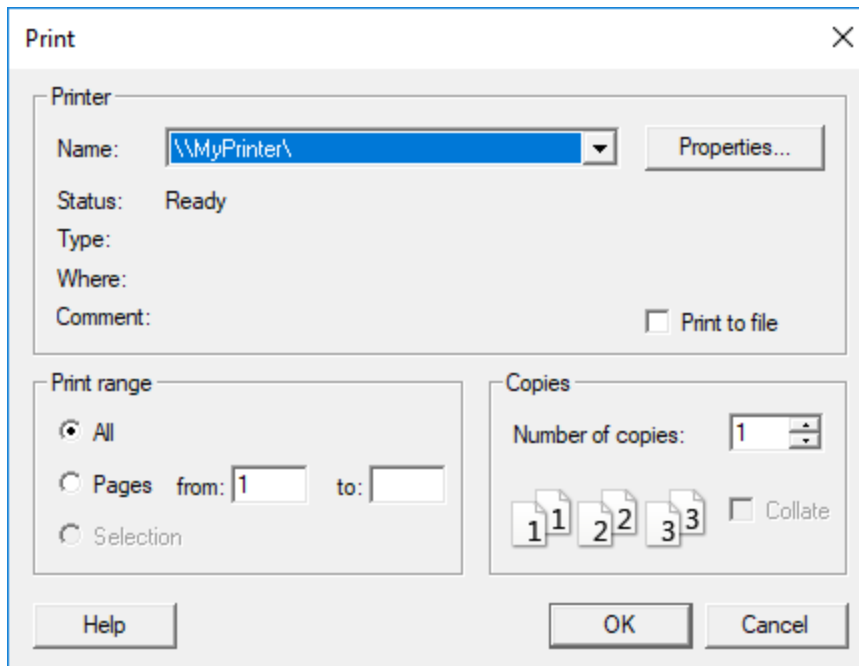 Print
Printer
Name: \\MyPrinter\ Properties...
Status: Ready
Type:
Where:
Comment:
Print to file
Print range
All
Pages from: 1 to:
Selection
Copies
Number of copies: 1
1 1 2 2 3 3 Collate
Help OK Cancel